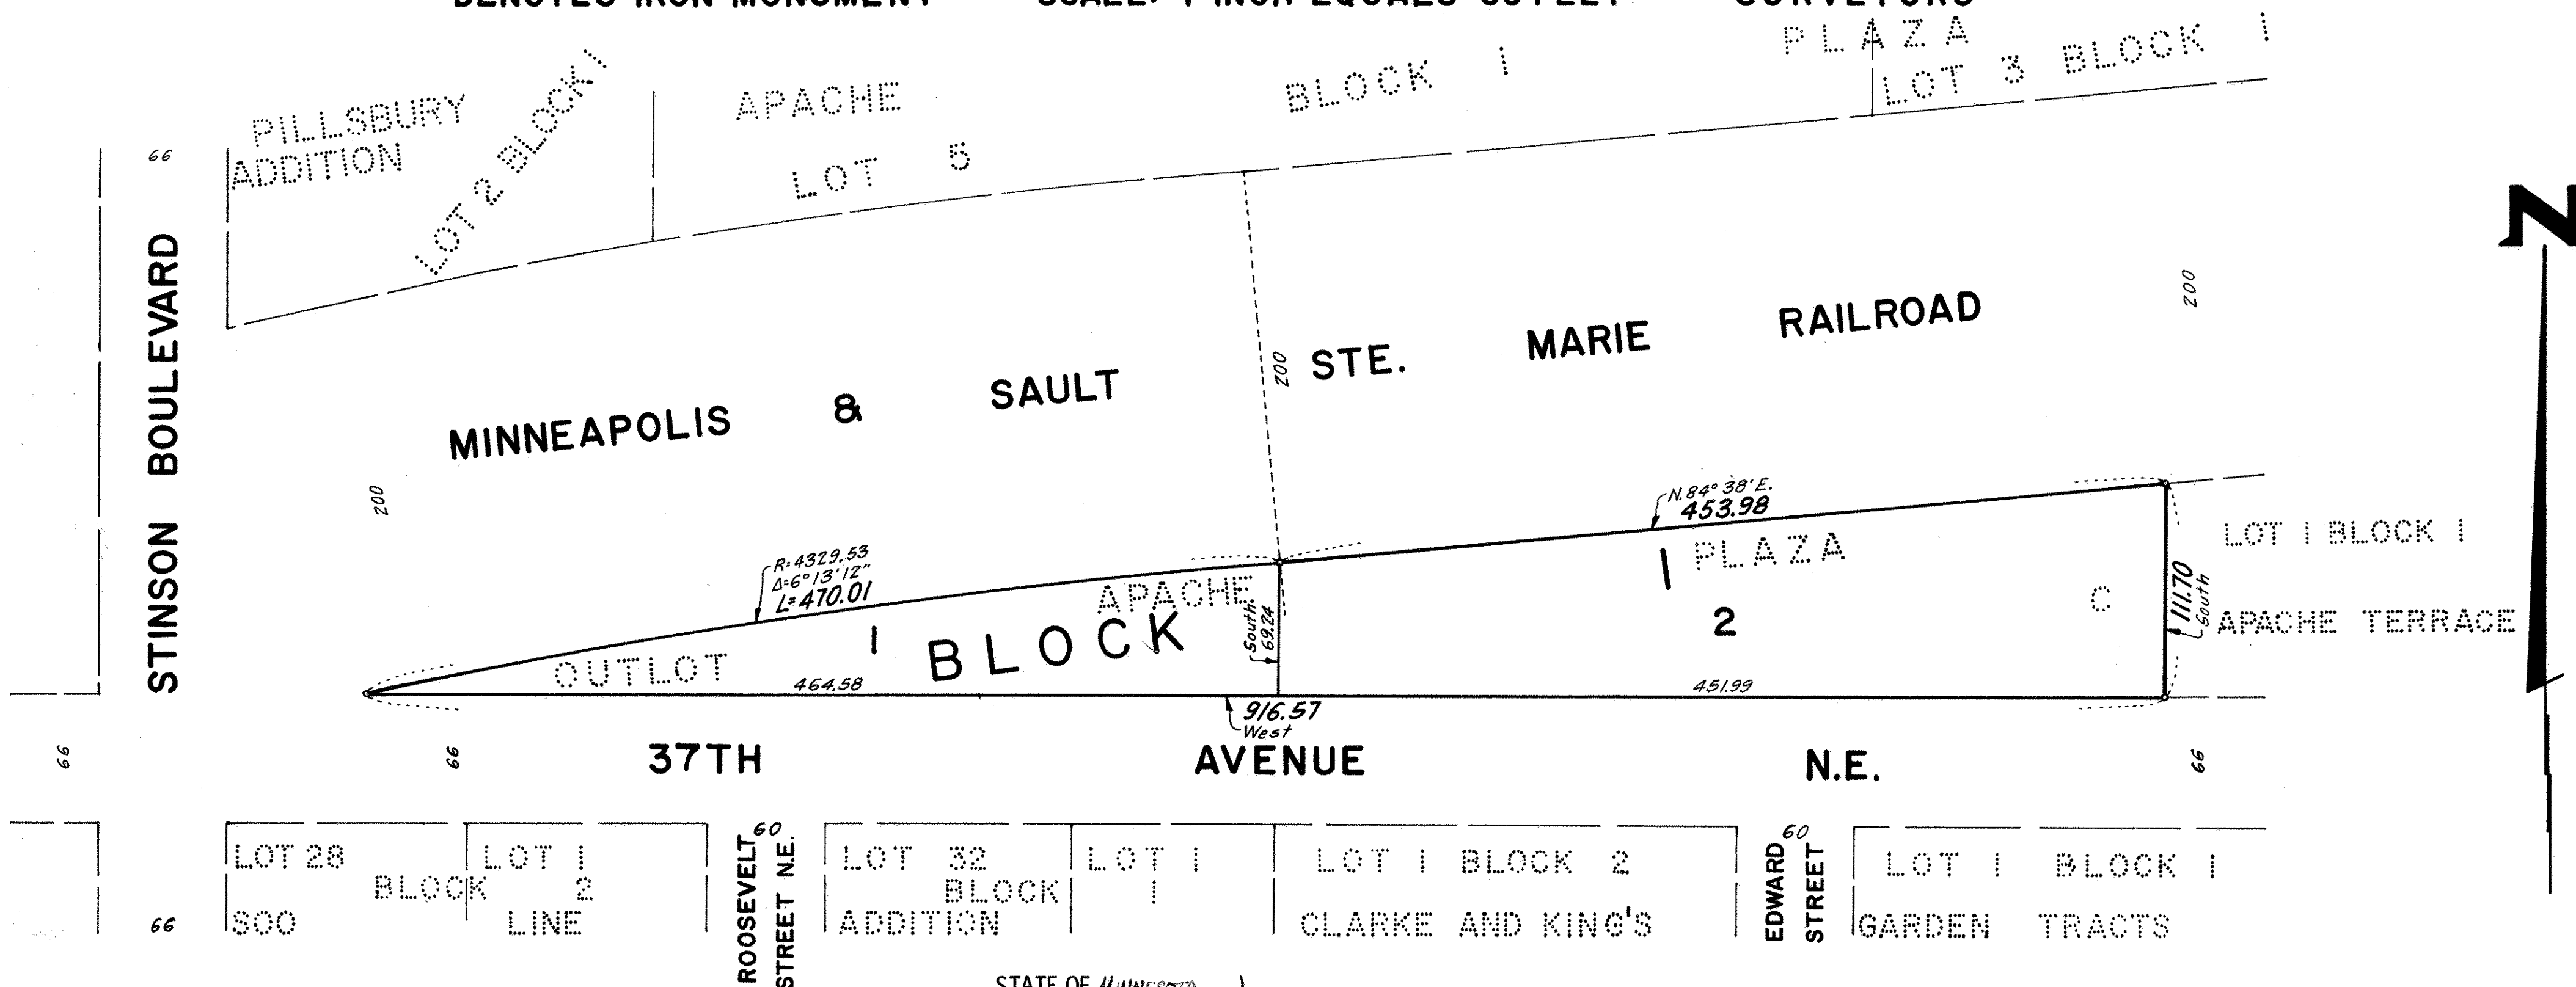 PLAZA
LOT 3 BLOCK 1
BLOCK 1
APACHE
LOT 5
PILLSBURY
ADDITION
LOT 2 BLOCK 1
66
STINSON BOULEVARD
N
MINNEAPOLIS & SAULT STE. MARIE RAILROAD
200
200
200
N. 84° 38' E.
453.98
R=4329.53
Δ=6° 13' 12"
L=470.01
APACHE PLAZA
1
BLOCK 1
2
OUTLOT C
South
69.24
111.70
South
LOT 1 BLOCK 1
APACHE TERRACE
464.58
451.99
916.57
West
37TH AVENUE N.E.
66
66
66
LOT 28
LOT 1
BLOCK 2
SOO LINE
66
60
ROOSEVELT
STREET N.E.
LOT 32
LOT 1
BLOCK 1
ADDITION
LOT 1 BLOCK 2
CLARKE AND KING'S
60
EDWARD
STREET
LOT 1 BLOCK 1
GARDEN TRACTS
STATE OF MINNESOTA )